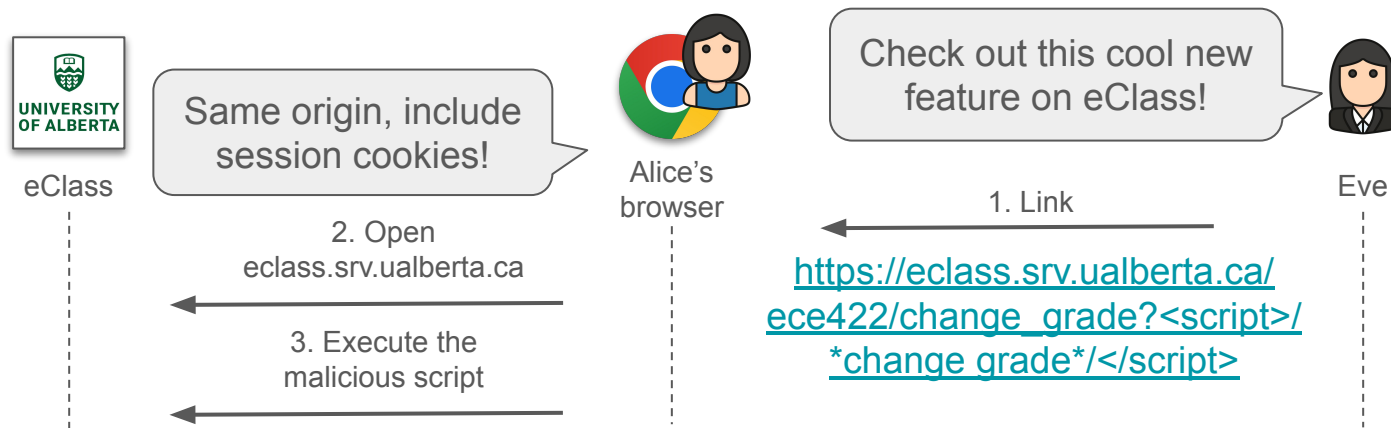 UNIVERSITY
OF ALBERTA
eClass
Same origin, include
session cookies!
Alice's
browser
Check out this cool new
feature on eClass!
Eve
1. Link
https://eclass.srv.ualberta.ca/
ece422/change_grade?<script>/
*change grade*/</script>
2. Open
eclass.srv.ualberta.ca
3. Execute the
malicious script